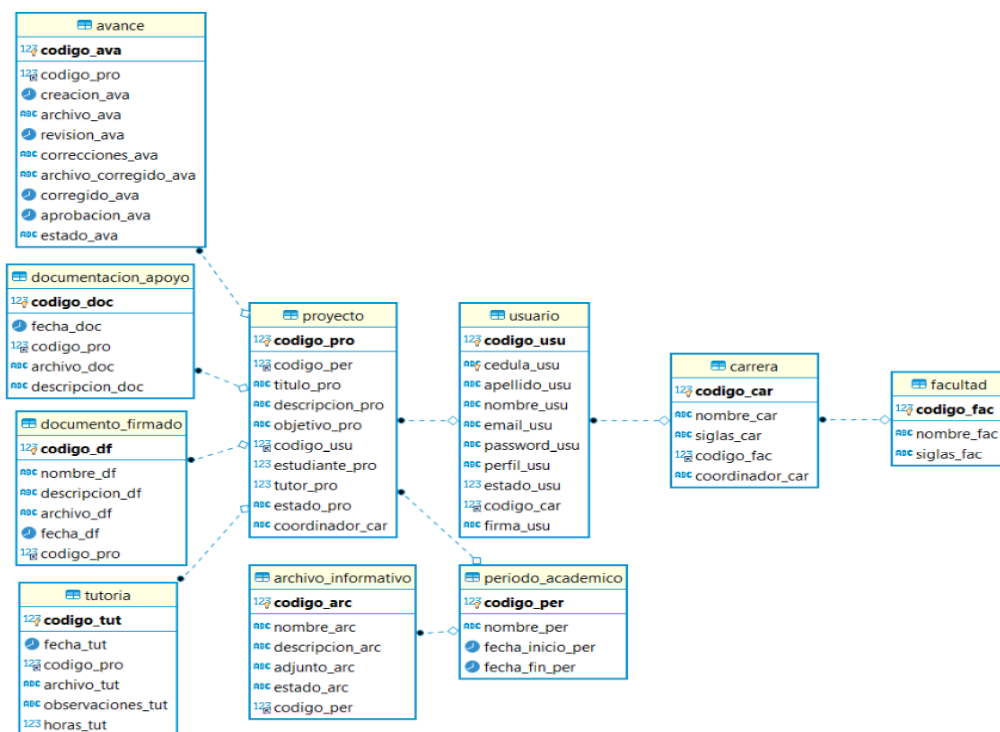 avance
codigo_ava
codigo_pro
creacion_ava
archivo_ava
revision_ava
correcciones_ava
archivo_corregido_ava
corregido_ava
aprobacion_ava
estado_ava
documentacion_apoyo
codigo_doc
fecha_doc
codigo_pro
archivo_doc
descripcion_doc
documento_firmado
codigo_df
nombre_df
descripcion_df
archivo_df
fecha_df
codigo_pro
tutoria
codigo_tut
fecha_tut
codigo_pro
archivo_tut
observaciones_tut
horas_tut
proyecto
codigo_pro
codigo_per
titulo_pro
descripcion_pro
objetivo_pro
codigo_usu
estudiante_pro
tutor_pro
estado_pro
coordinador_car
archivo_informativo
codigo_arc
nombre_arc
descripcion_arc
adjunto_arc
estado_arc
codigo_per
usuario
codigo_usu
cedula_usu
apellido_usu
nombre_usu
email_usu
password_usu
perfil_usu
estado_usu
codigo_car
firma_usu
periodo_academico
codigo_per
nombre_per
fecha_inicio_per
fecha_fin_per
carrera
codigo_car
nombre_car
siglas_car
codigo_fac
coordinador_car
facultad
codigo_fac
nombre_fac
siglas_fac